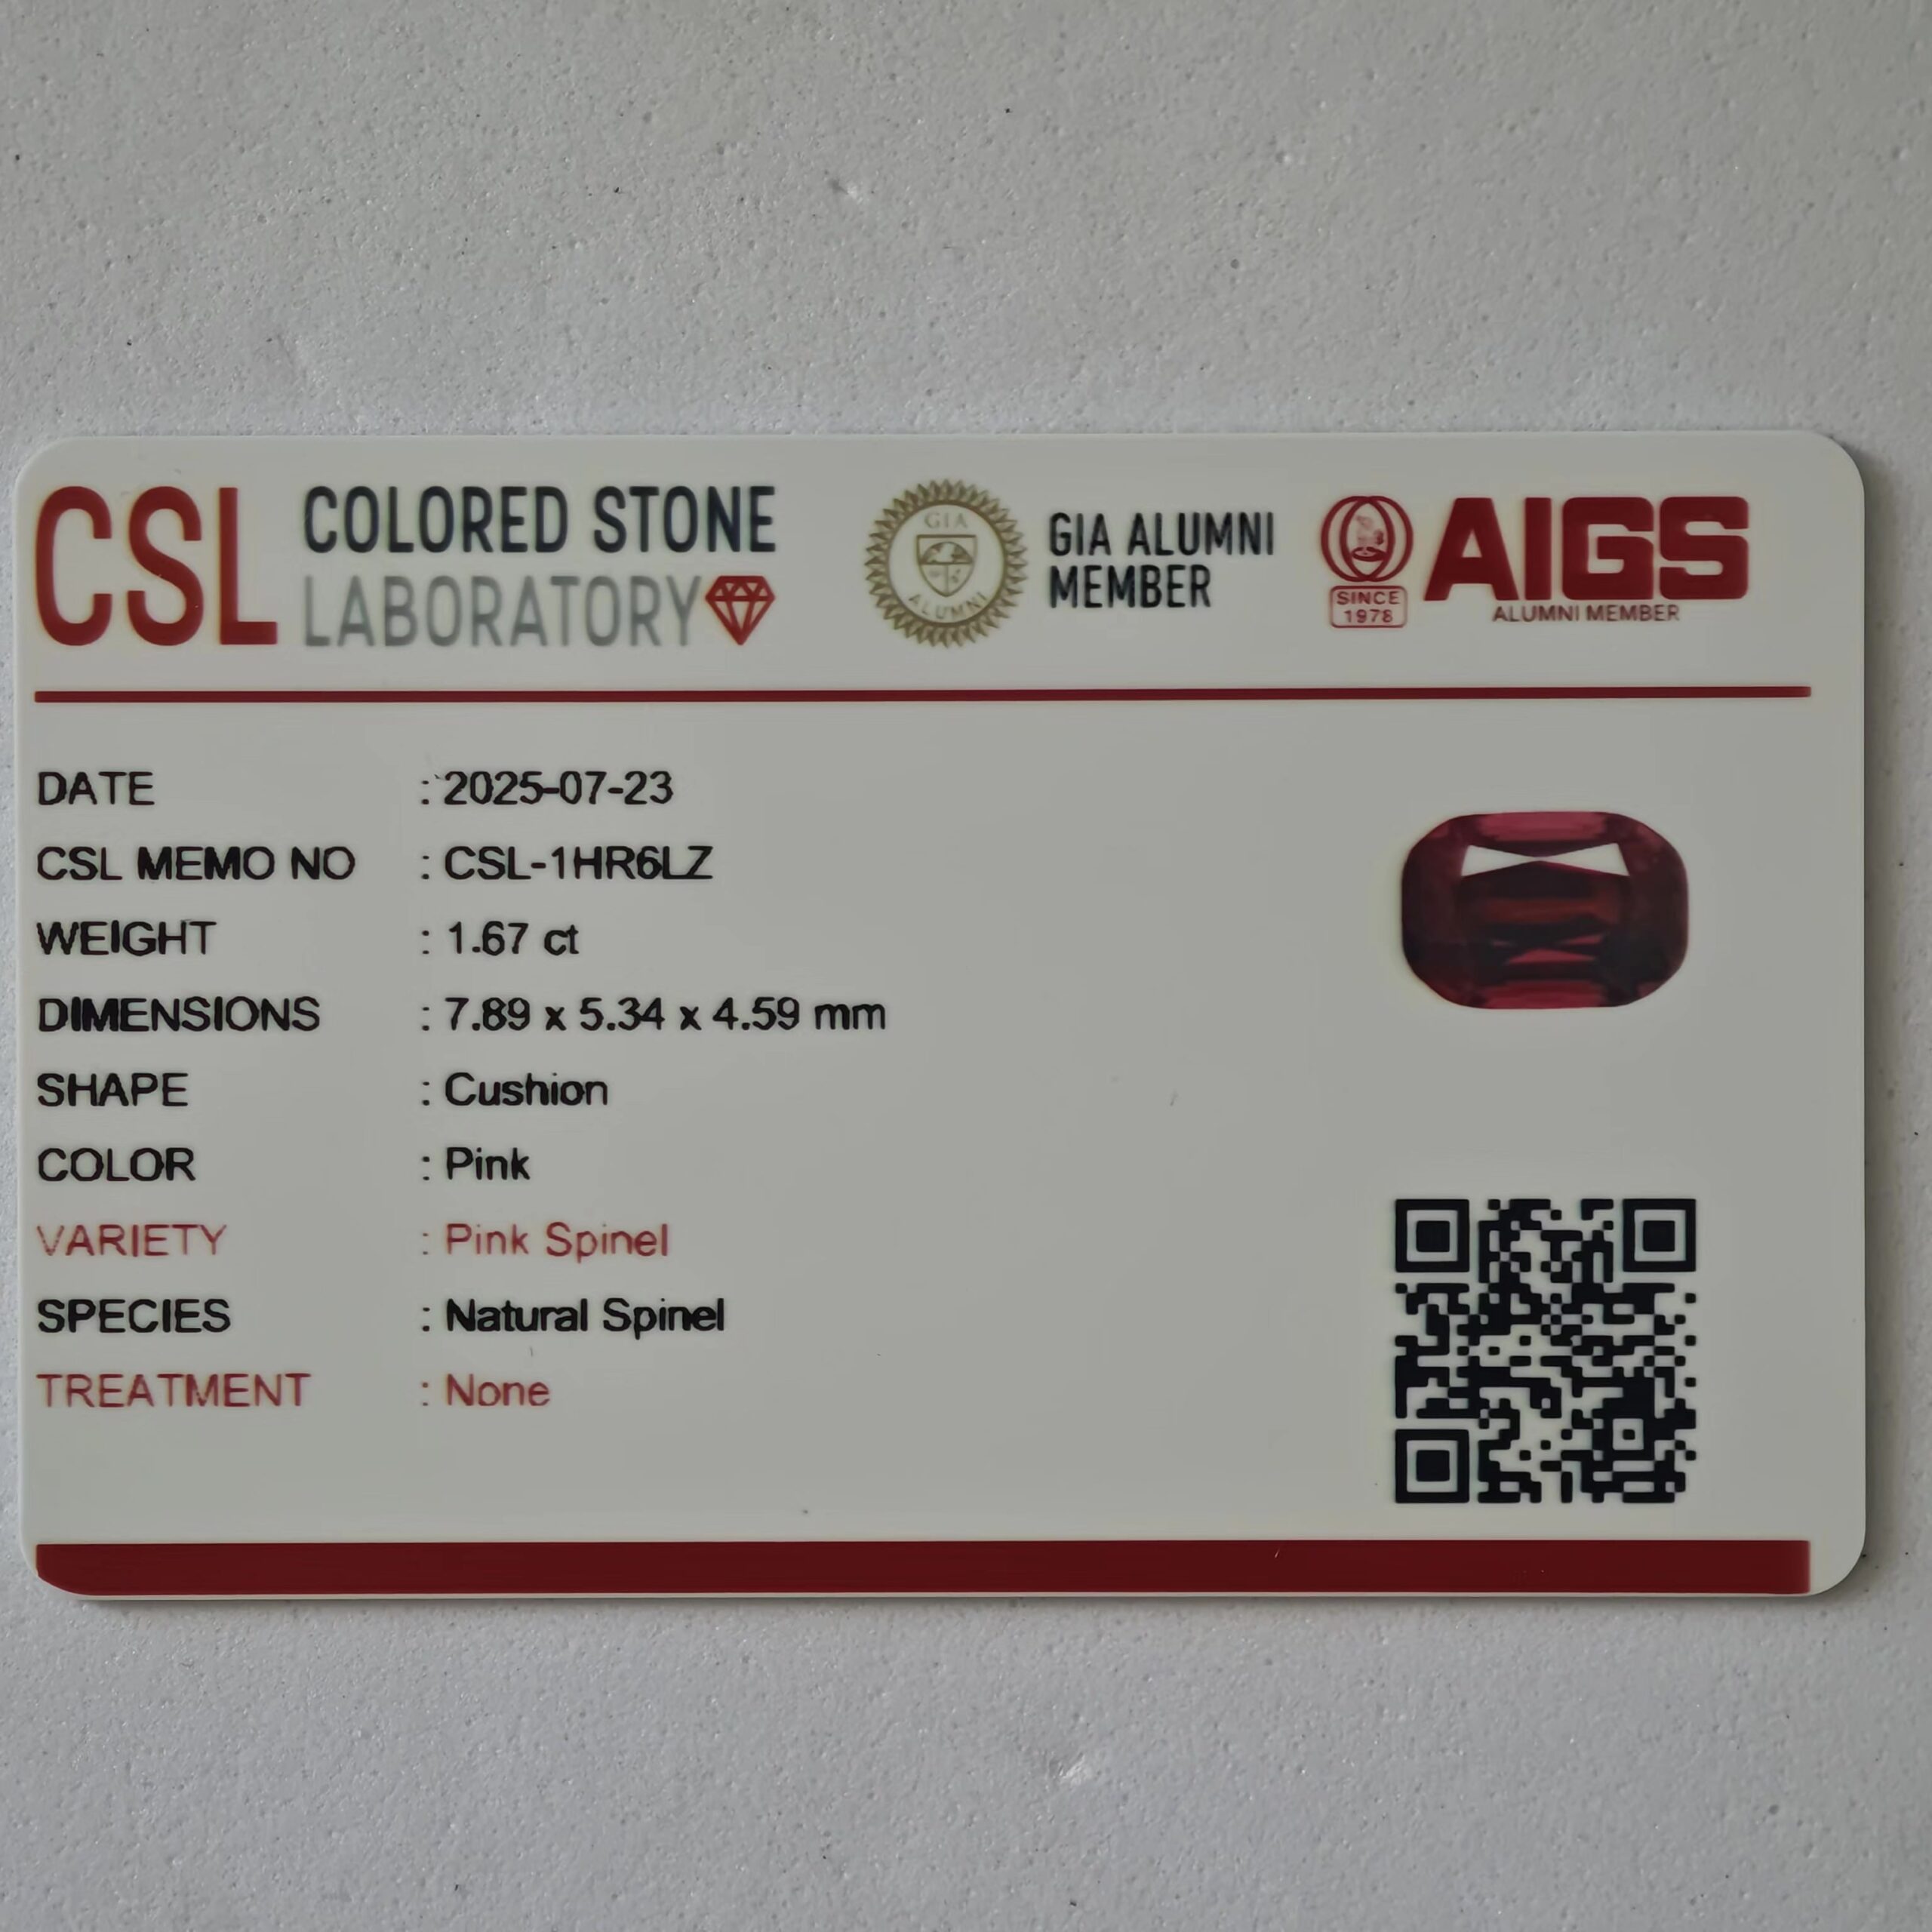 CSL COLORED STONE
LABORATORY
GIA
ALUMNI
GIA ALUMNI
MEMBER
SINCE
1978
AIGS
ALUMNI MEMBER
DATE : 2025-07-23
CSL MEMO NO : CSL-1HR6LZ
WEIGHT : 1.67 ct
DIMENSIONS : 7.89 x 5.34 x 4.59 mm
SHAPE : Cushion
COLOR : Pink
VARIETY : Pink Spinel
SPECIES : Natural Spinel
TREATMENT : None